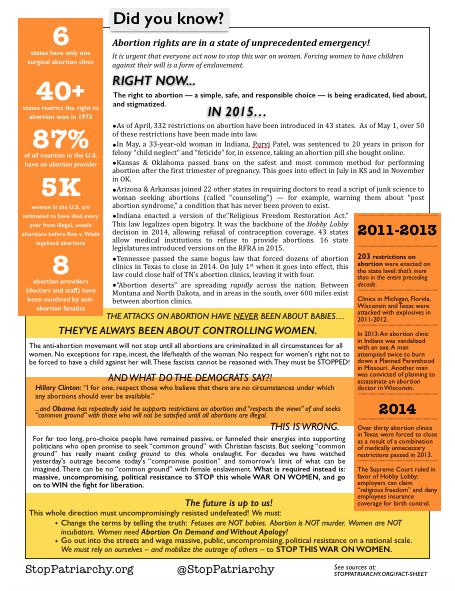 Did you know?
6
states have only one
surgical abortion clinic
40+
states restrict the right to
abortion won in 1973
87%
of all counties in the U.S.
have no abortion provider
5K
women in the U.S. are
estimated to have died every
year from illegal, unsafe
abortions before Roe v. Wade
legalized abortions
8
abortion providers
(doctors and staff) have
been murdered by anti-
abortion fanatics
Abortion rights are in a state of unprecedented emergency!
It is urgent that everyone act now to stop this war on women. Forcing women to have children
against their will is a form of enslavement.
RIGHT NOW...
The right to abortion — a simple, safe, and responsible choice — is being eradicated, lied about,
and stigmatized.
IN 2015…
●As of April, 332 restrictions on abortion have been introduced in 43 states. As of May 1, over 50
of these restrictions have been made into law.
●In May, a 33-year-old woman in Indiana, Purvi Patel, was sentenced to 20 years in prison for
felony "child neglect" and "feticide" for, in essence, taking an abortion pill she bought online.
●Kansas & Oklahoma passed bans on the safest and most common method for performing
abortion after the first trimester of pregnancy. This goes into effect in July in KS and in November
in OK.
●Arizona & Arkansas joined 22 other states in requiring doctors to read a script of junk science to
woman seeking abortions (called "counseling") — for example, warning them about "post
abortion syndrome," a condition that has never been proven to exist.
●Indiana enacted a version of the"Religious Freedom Restoration Act."
This law legalizes open bigotry. It was the backbone of the Hobby Lobby
decision in 2014, allowing refusal of contraception coverage. 43 states
allow medical institutions to refuse to provide abortions. 16 state
legislatures introduced versions on the RFRA in 2015.
●Tennessee passed the same bogus law that forced dozens of abortion
clinics in Texas to close in 2014. On July 1st when it goes into effect, this
law could close half of TN's abortion clinics, leaving it with four.
●"Abortion deserts" are spreading rapidly across the nation. Between
Montana and North Dakota, and in areas in the south, over 600 miles exist
between abortion clinics.
THE ATTACKS ON ABORTION HAVE NEVER BEEN ABOUT BABIES…
THEY'VE ALWAYS BEEN ABOUT CONTROLLING WOMEN.
The anti-abortion movement will not stop until all abortions are criminalized in all circumstances for all
women. No exceptions for rape, incest, the life/health of the woman. No respect for women's right not to
be forced to have a child against her will. These fascists cannot be reasoned with. They must be STOPPED!
AND WHAT DO THE DEMOCRATS SAY?!
Hillary Clinton: "I for one, respect those who believe that there are no circumstances under which
any abortions should ever be available."
...and Obama has repeatedly said he supports restrictions on abortion and "respects the views" of and seeks
"common ground" with those who will not be satisfied until all abortions are illegal.
THIS IS WRONG.
For far too long, pro-choice people have remained passive, or funneled their energies into supporting
politicians who open promise to seek "common ground" with Christian fascists. But seeking "common
ground" has really meant ceding ground to this whole onslaught. For decades we have watched
yesterday's outrage become today's "compromise position" and tomorrow's limit of what can be
imagined. There can be no "common ground" with female enslavement. What is required instead is:
massive, uncompromising, political resistance to STOP this whole WAR ON WOMEN, and go
on to WIN the fight for liberation.
The future is up to us!
This whole direction must uncompromisingly resisted undefeated! We must:
• Change the terms by telling the truth: Fetuses are NOT babies. Abortion is NOT murder. Women are NOT
incubators. Women need Abortion On Demand and Without Apology!
• Go out into the streets and wage massive, public, uncompromising, political resistance on a national scale.
We must rely on ourselves – and mobilize the outrage of others – to STOP THIS WAR ON WOMEN.
2011-2013
203 restrictions on
abortion were enacted on
the state level; that's more
than in the entire preceding
decade.
Clinics in Michigan, Florida,
Wisconsin and Texas were
attacked with explosives in
2011-2012.
In 2013: An abortion clinic
in Indiana was vandalized
with an axe. A man
attempted twice to burn
down a Planned Parenthood
in Missouri. Another man
was convicted of planning to
assassinate an abortion
doctor in Wisconsin.
2014
Over thirty abortion clinics
in Texas were forced to close
as a result of a combination
of medically unnecessary
restrictions passed in 2013.
The Supreme Court ruled in
favor of Hobby Lobby:
employers can claim
"religious freedom" and deny
employees insurance
coverage for birth control.
StopPatriarchy.org
@StopPatriarchy
See sources at:
STOPPATRIARCHY.ORG/FACT-SHEET